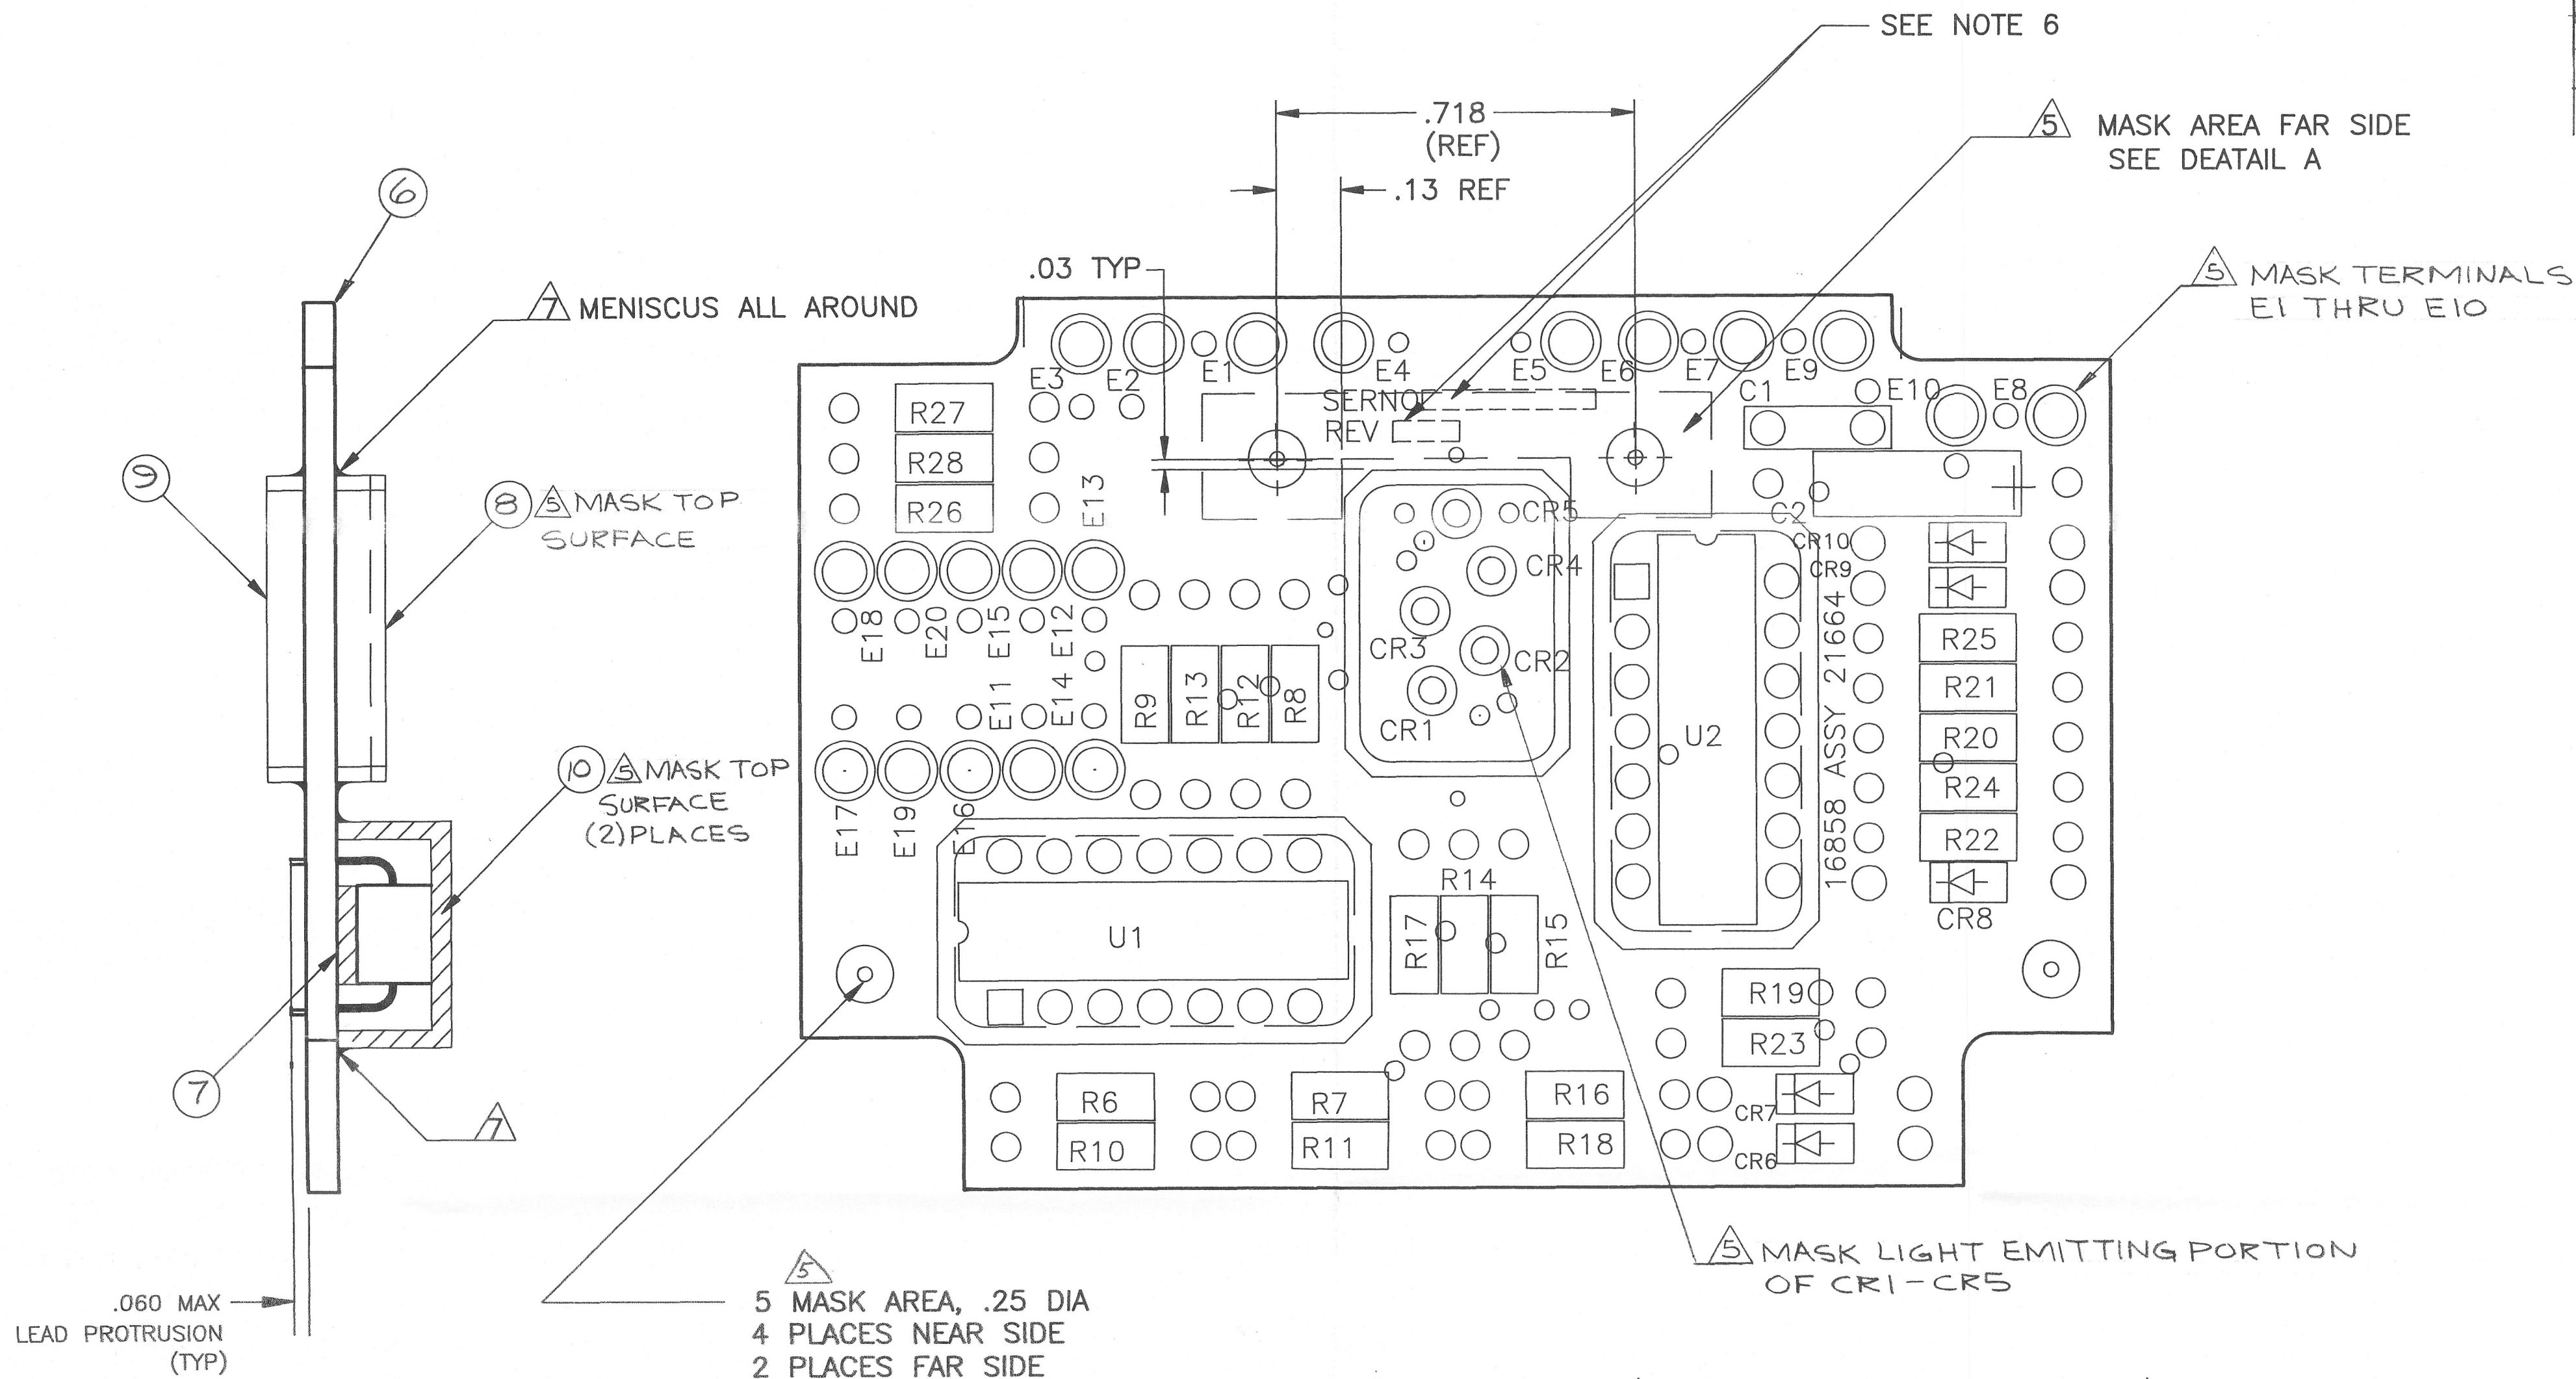 SEE NOTE 6
.718
(REF)
.13 REF
.03 TYP
5 MASK AREA FAR SIDE
SEE DEATAIL A
5 MASK TERMINALS
E1 THRU E10
6
7 MENISCUS ALL AROUND
9
8 5 MASK TOP
SURFACE
10 5 MASK TOP
SURFACE
(2) PLACES
7
7
.060 MAX
LEAD PROTRUSION
(TYP)
5
5 MASK AREA, .25 DIA
4 PLACES NEAR SIDE
2 PLACES FAR SIDE
5 MASK LIGHT EMITTING PORTION
OF CR1-CR5
E3 E2 E1 E4 E5 E6 E7 E9
C1 E10 E8
SERNO
REV
R27
R28
R26
E13
CR5
CR4
CR3
CR2
CR1
C2
CR10
CR9
E18 E20 E15 E12
E11 E14
R9 R13 R12 R8
E17 E19 E16
U2
16858 ASSY 21664
R25
R21
R20
R24
R22
CR8
U1
R14
R17 R15
R19
R23
R6 R7 R16 CR7
R10 R11 R18 CR6